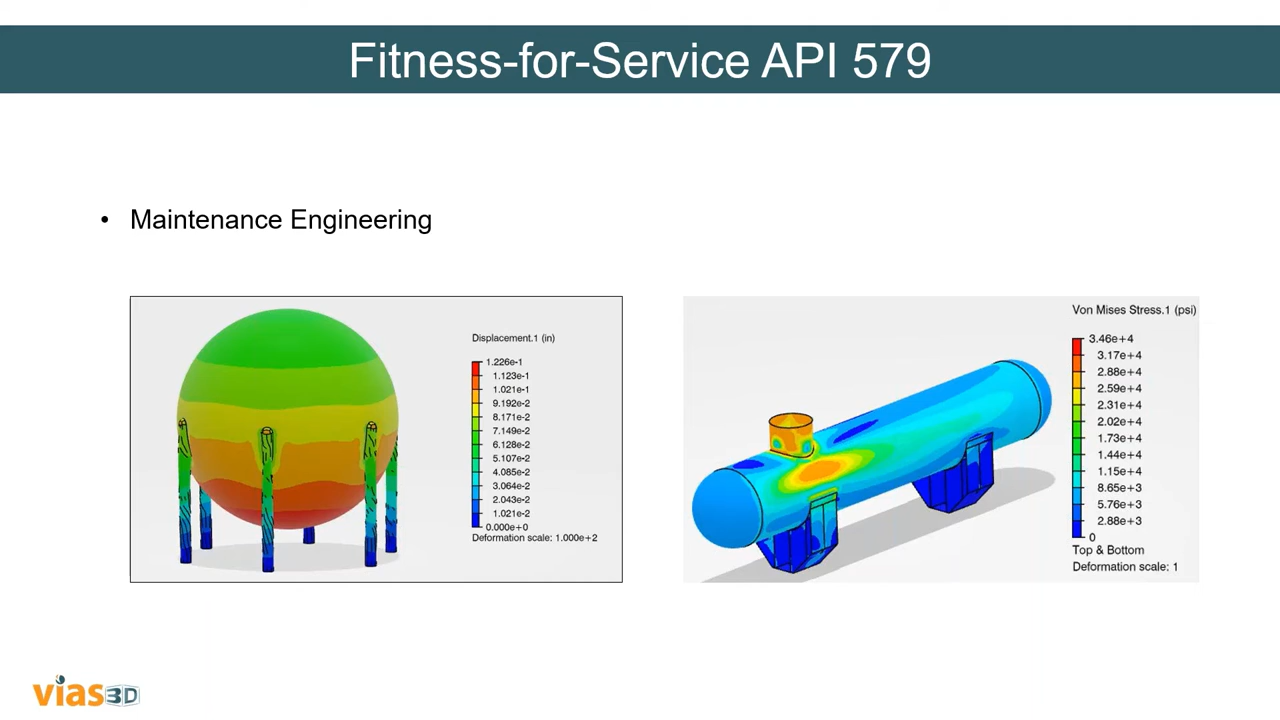 Fitness-for-Service API 579
• Maintenance Engineering
Displacement.1 (in)
1.226e-1
1.123e-1
1.021e-1
9.192e-2
8.171e-2
7.149e-2
6.128e-2
5.107e-2
4.085e-2
3.064e-2
2.043e-2
1.021e-2
0.000e+0
Deformation scale: 1.000e+2
Von Mises Stress.1 (psi)
3.46e+4
3.17e+4
2.88e+4
2.59e+4
2.31e+4
2.02e+4
1.73e+4
1.44e+4
1.15e+4
8.65e+3
5.76e+3
2.88e+3
0
Top & Bottom
Deformation scale: 1
vias3D